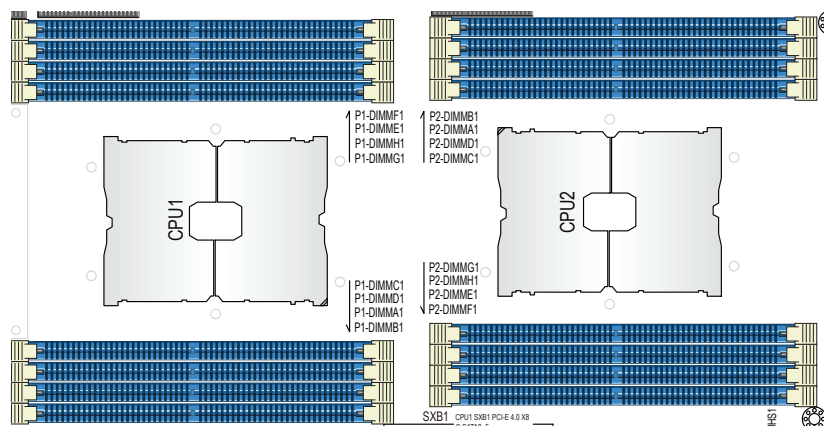 P1-DIMMF1
P1-DIMME1
P1-DIMMH1
P1-DIMMG1
P2-DIMMB1
P2-DIMMA1
P2-DIMMD1
P2-DIMMC1
CPU1
CPU2
P1-DIMMC1
P1-DIMMD1
P1-DIMMA1
P1-DIMMB1
P2-DIMMG1
P2-DIMMH1
P2-DIMME1
P2-DIMMF1
SXB1 CPU1 SXB1 PCI-E 4.0 X8